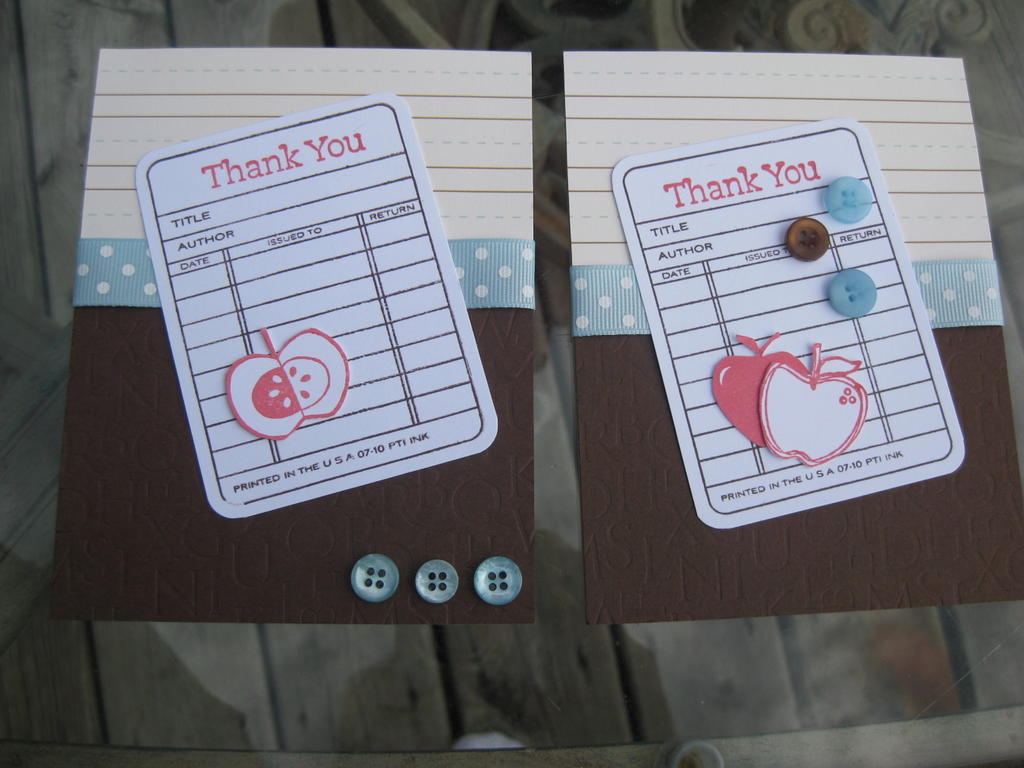 Thank You
TITLE
AUTHOR
DATE ISSUED TO RETURN
PRINTED IN THE U S A 07-10 PTI INK
Thank You
TITLE
AUTHOR
DATE ISSUED RETURN
PRINTED IN THE U S A 07-10 PTI INK